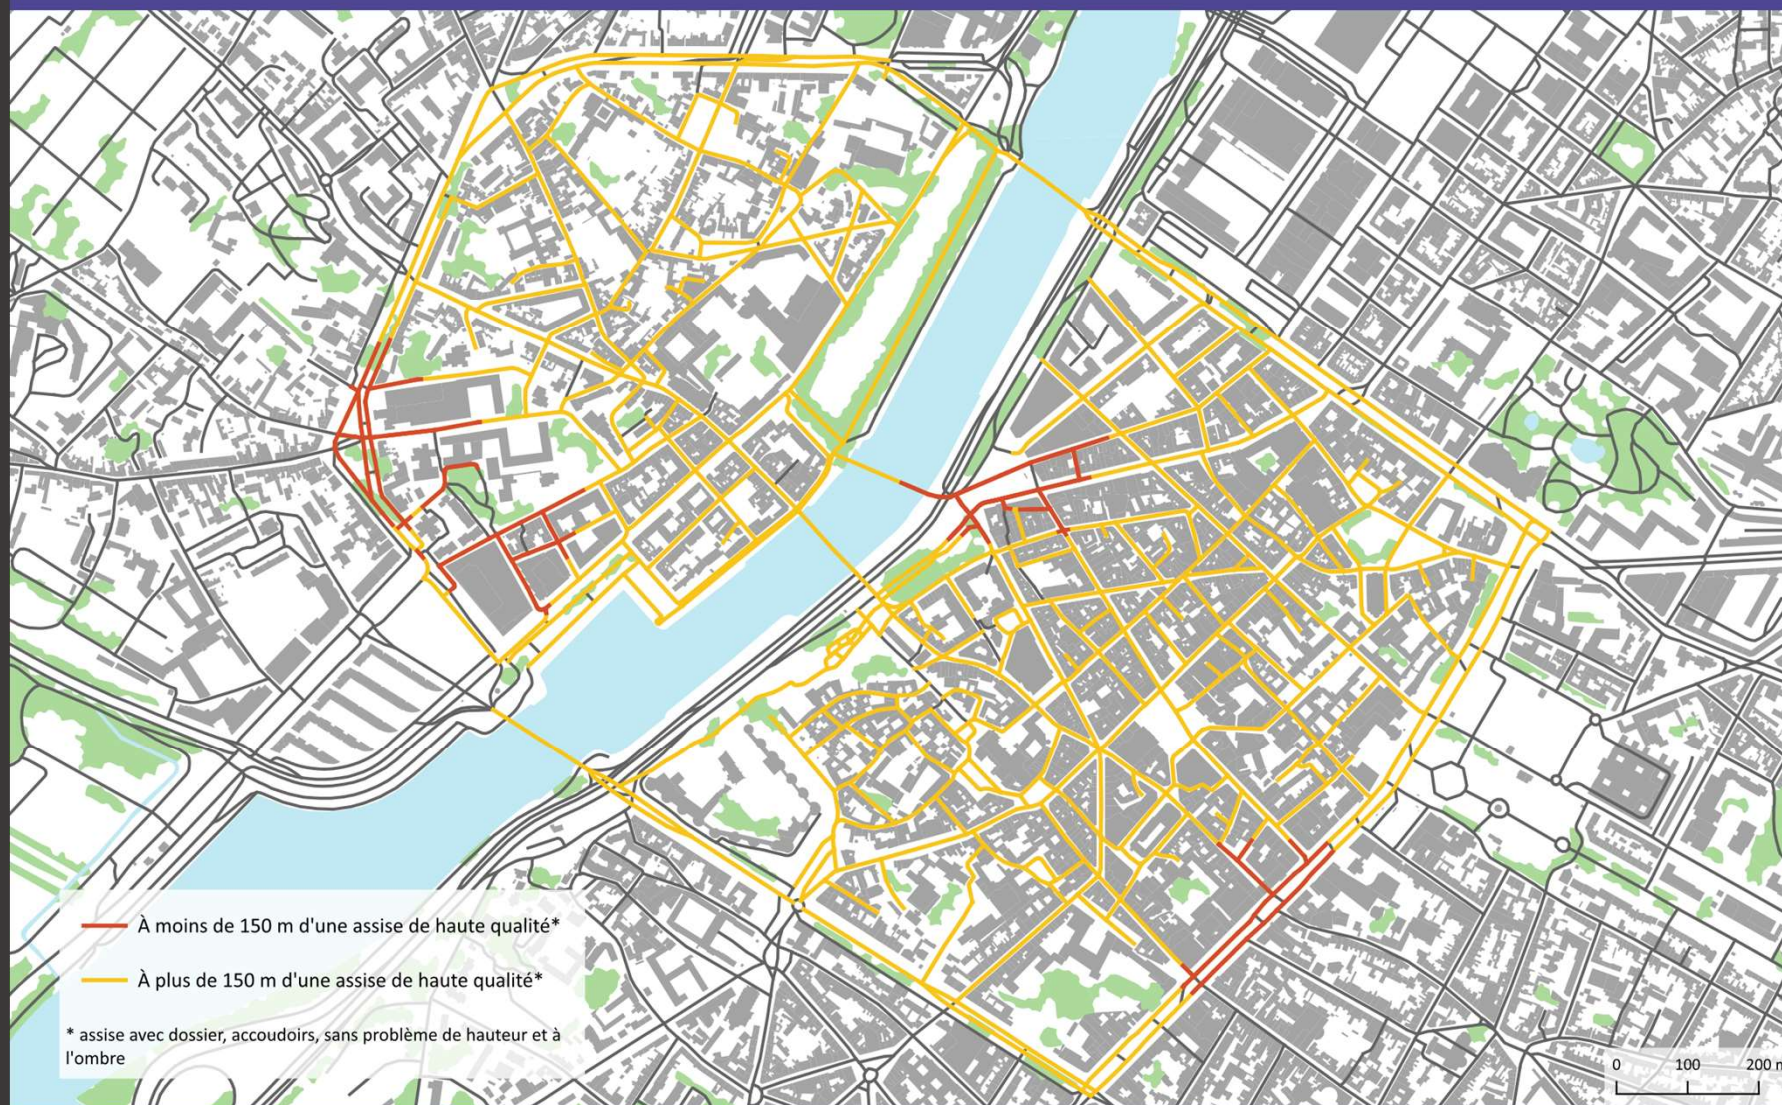 À moins de 150 m d'une assise de haute qualité*
À plus de 150 m d'une assise de haute qualité*
* assise avec dossier, accoudoirs, sans problème de hauteur et à
l'ombre
0 100 200 m